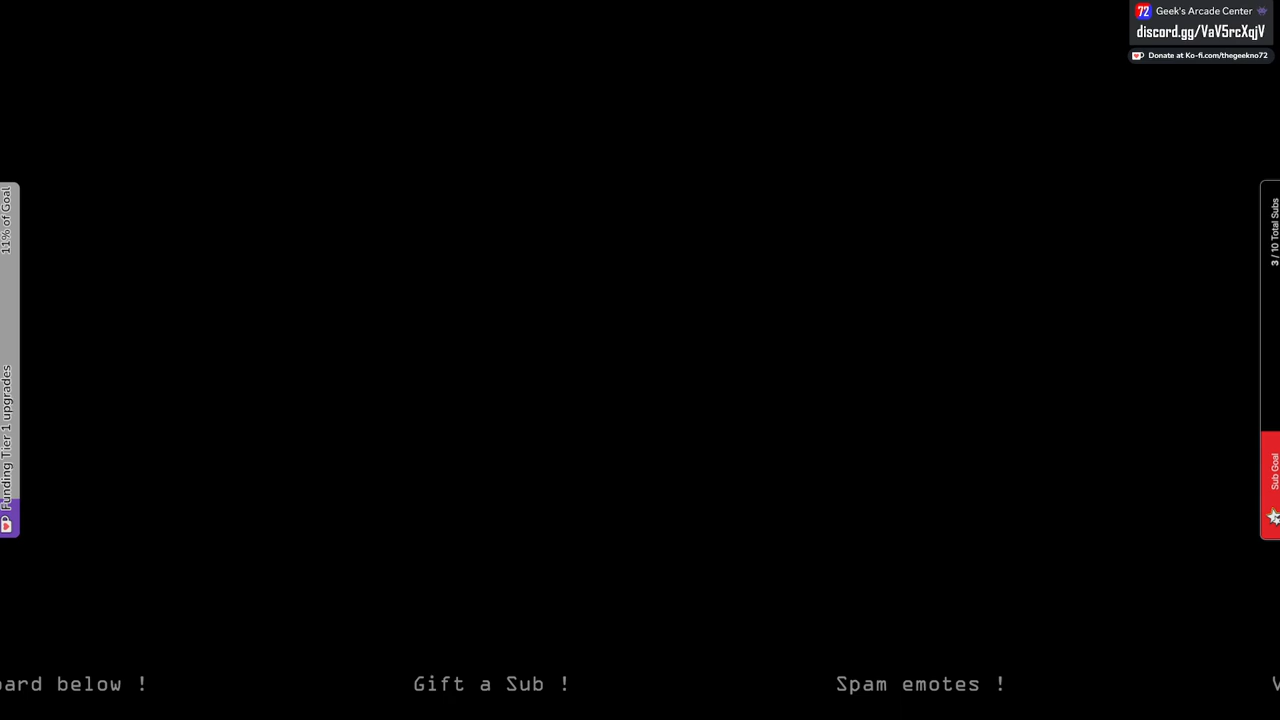 72 Geek's Arcade Center
discord.gg/VaV5rcXqjV
Donate at Ko-fi.com/thegeekno72
11% of Goal
Funding Tier 1 upgrades
3 / 10 Total Subs
Sub Goal
below !
Gift a Sub !
Spam emotes !